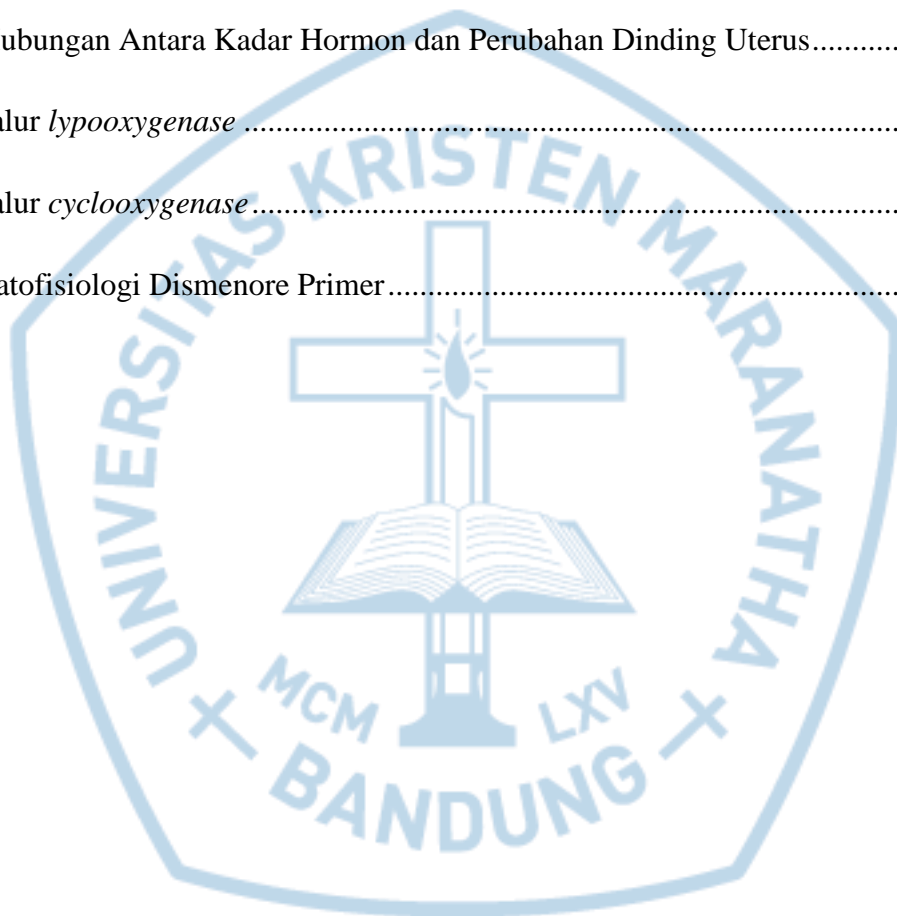 ubungan Antara Kadar Hormon dan Perubahan Dinding Uterus............
alur lypooxygenase ....................................................................................
alur cyclooxygenase...................................................................................
atofisiologi Dismenore Primer..................................................................
UNIVERSITAS KRISTEN MARANATHA
MCM LXV
BANDUNG